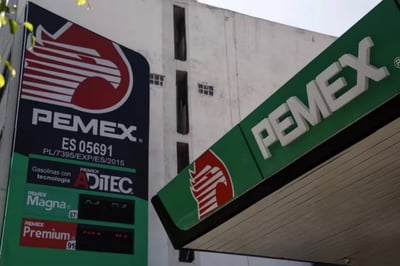 PEMEX
ES 05691
PL/7395/EXP/ES/2015
Gasolinas con
tecnología
PEMEX
ADiTEC
PEMEX
Magna
87
PEMEX
Premium
91
PEMEX